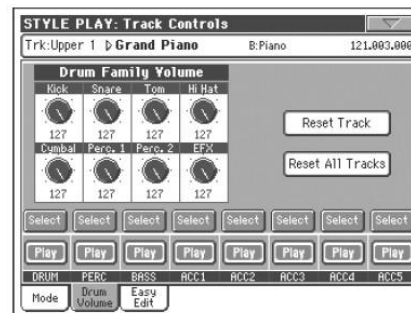 STYLE PLAY: Track Controls
Trk:Upper 1 ▷Grand Piano B:Piano 121.003.000
Drum Family Volume
Kick Snare Tom Hi Hat
127 127 127 127
Reset Track
Cymbal Perc. 1 Perc. 2 EFX
127 127 127 127
Reset All Tracks
Select Select Select Select Select Select Select Select
Play Play Play Play Play Play Play Play
DRUM PERC BASS ACC1 ACC2 ACC3 ACC4 ACC5
Mode Drum Volume Easy Edit